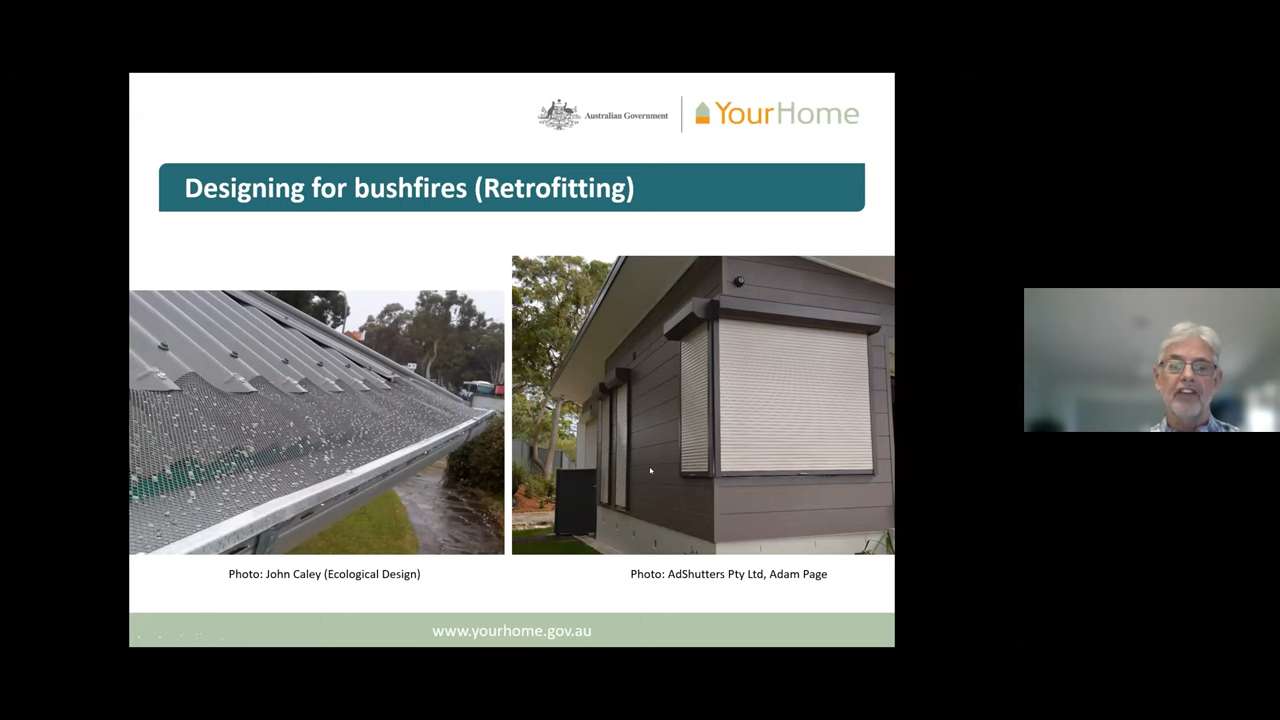 Australian Government
YourHome
Designing for bushfires (Retrofitting)
Photo: John Caley (Ecological Design)
Photo: AdShutters Pty Ltd, Adam Page
www.yourhome.gov.au